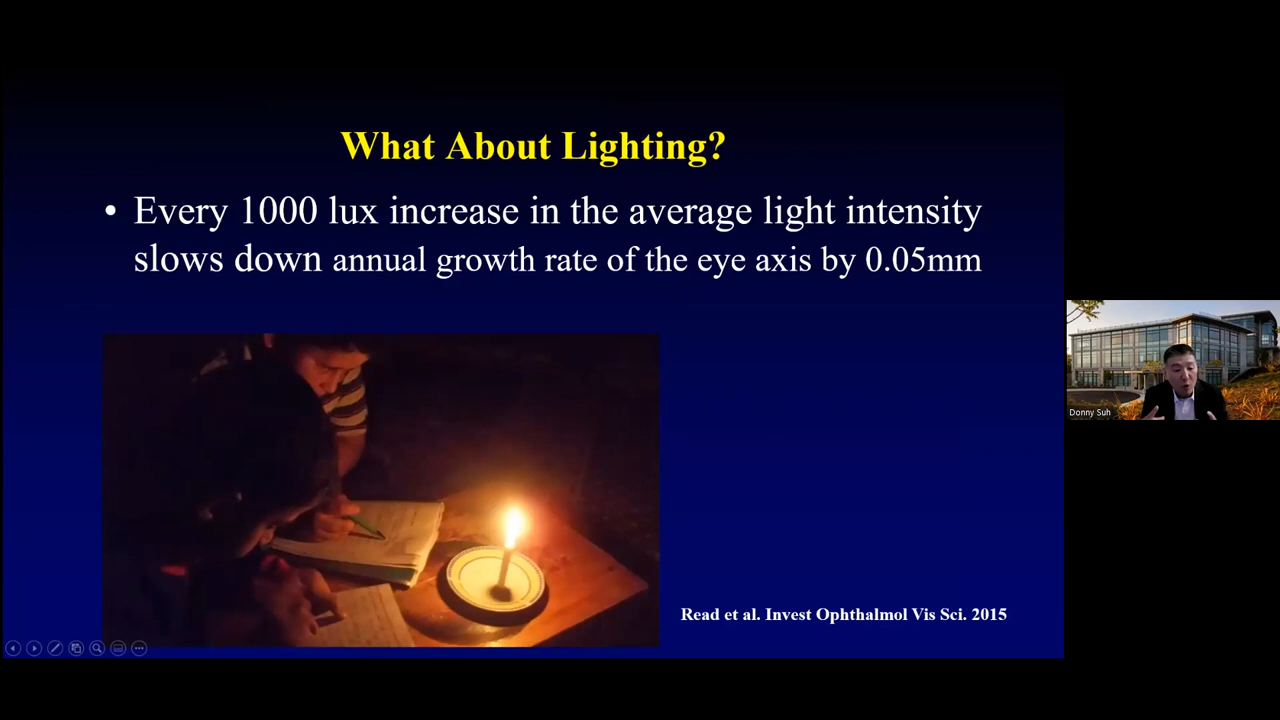 What About Lighting?
• Every 1000 lux increase in the average light intensity
slows down annual growth rate of the eye axis by 0.05mm
Read et al. Invest Ophthalmol Vis Sci. 2015
Donny Suh